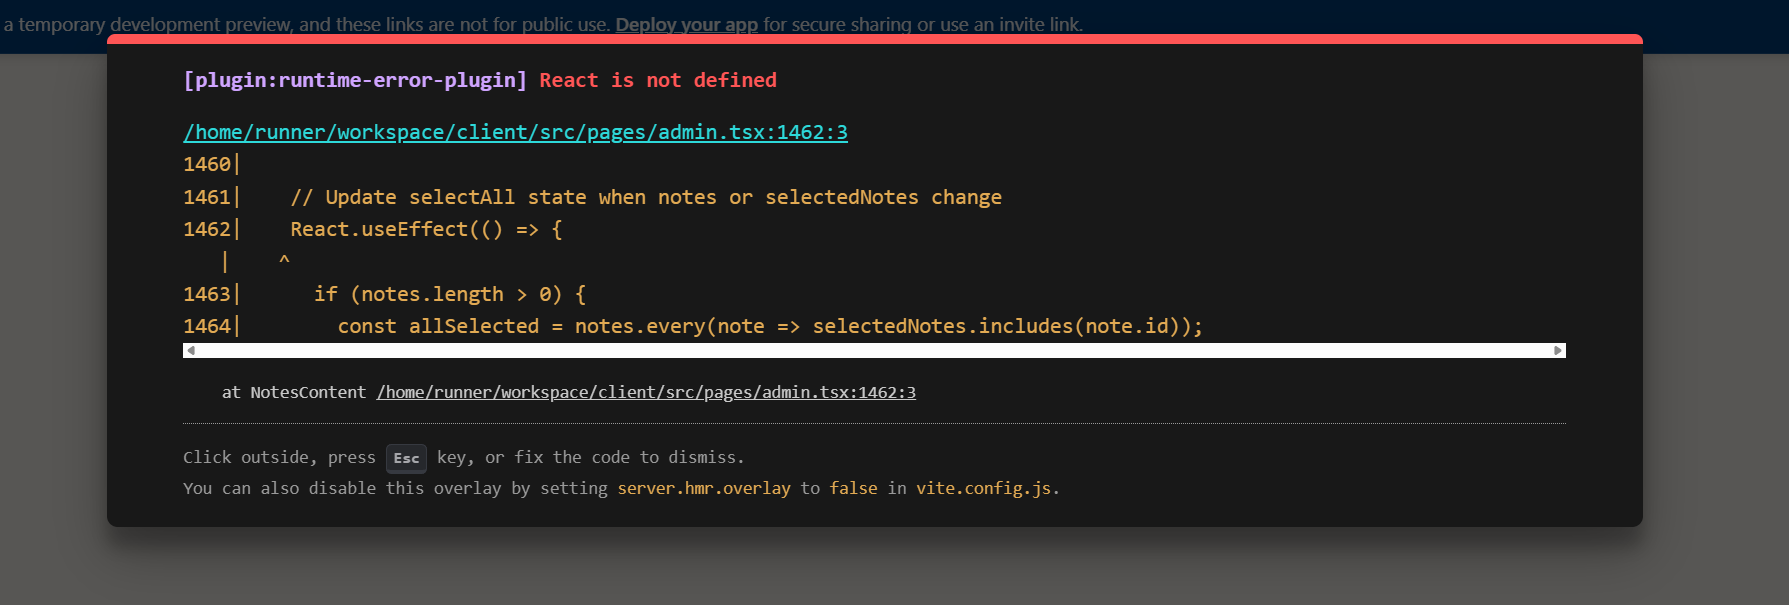 a temporary development preview, and these links are not for public use. Deploy your app for secure sharing or use an invite link.
[plugin:runtime-error-plugin] React is not defined
/home/runner/workspace/client/src/pages/admin.tsx:1462:3
1460|
1461|    // Update selectAll state when notes or selectedNotes change
1462|    React.useEffect(() => {
    |    ^
1463|      if (notes.length > 0) {
1464|        const allSelected = notes.every(note => selectedNotes.includes(note.id));
at NotesContent /home/runner/workspace/client/src/pages/admin.tsx:1462:3
Click outside, press Esc key, or fix the code to dismiss.
You can also disable this overlay by setting server.hmr.overlay to false in vite.config.js.